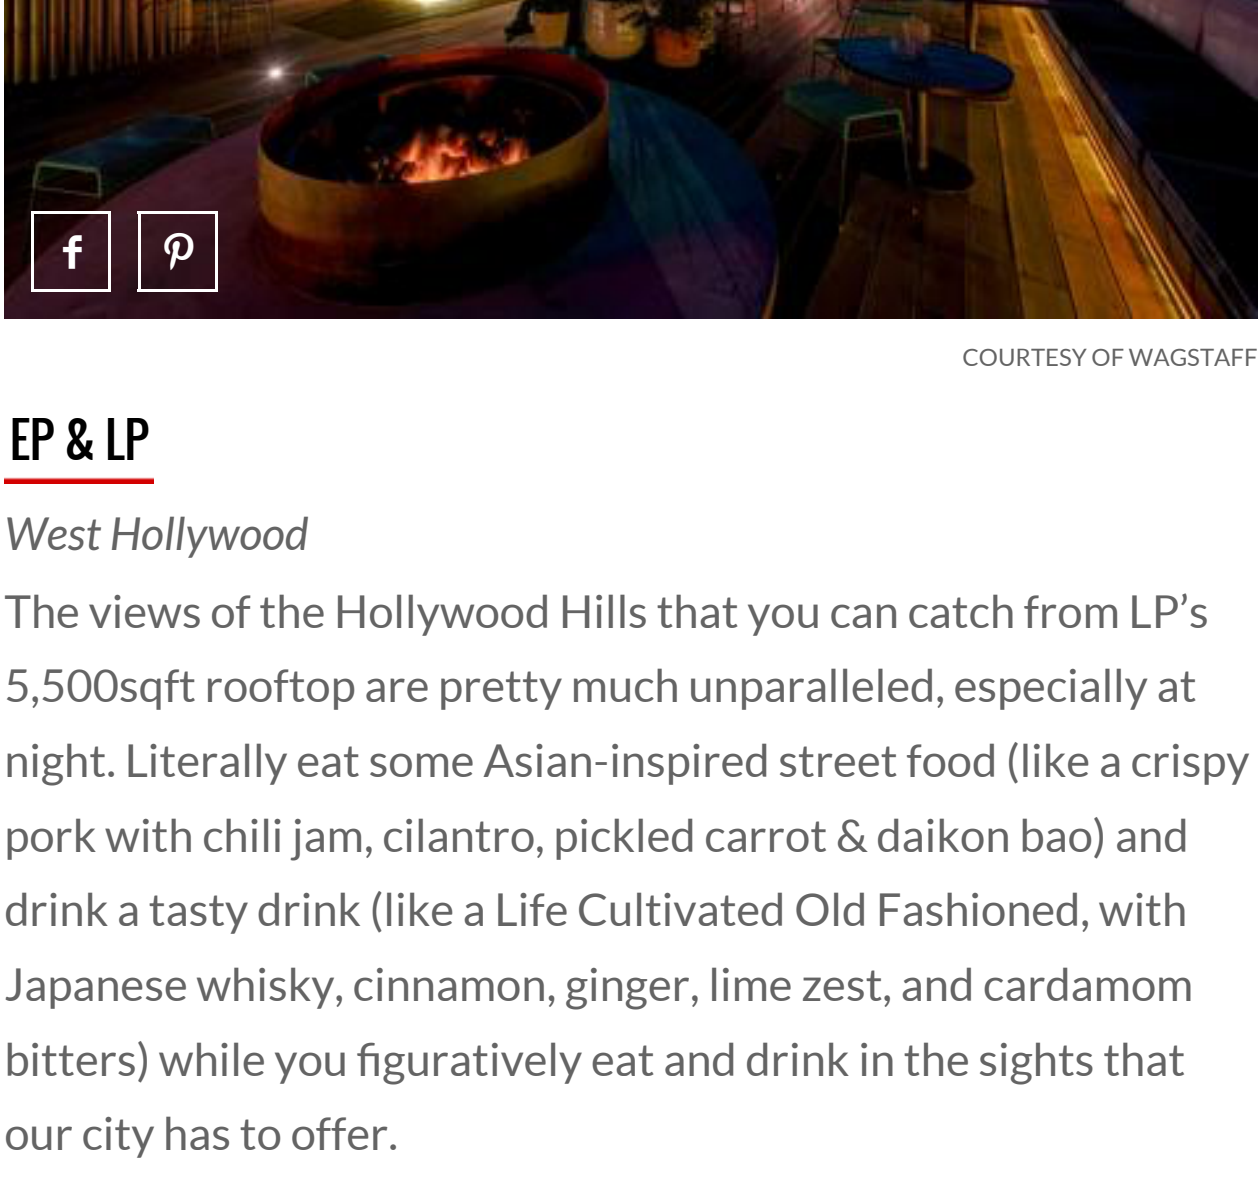 f
COURTESY OF WAGSTAFF
EP & LP
West Hollywood
The views of the Hollywood Hills that you can catch from LP’s
5,500sqft rooftop are pretty much unparalleled, especially at
night. Literally eat some Asian-inspired street food (like a crispy
pork with chili jam, cilantro, pickled carrot & daikon bao) and
drink a tasty drink (like a Life Cultivated Old Fashioned, with
Japanese whisky, cinnamon, ginger, lime zest, and cardamom
bitters) while you figuratively eat and drink in the sights that
our city has to offer.